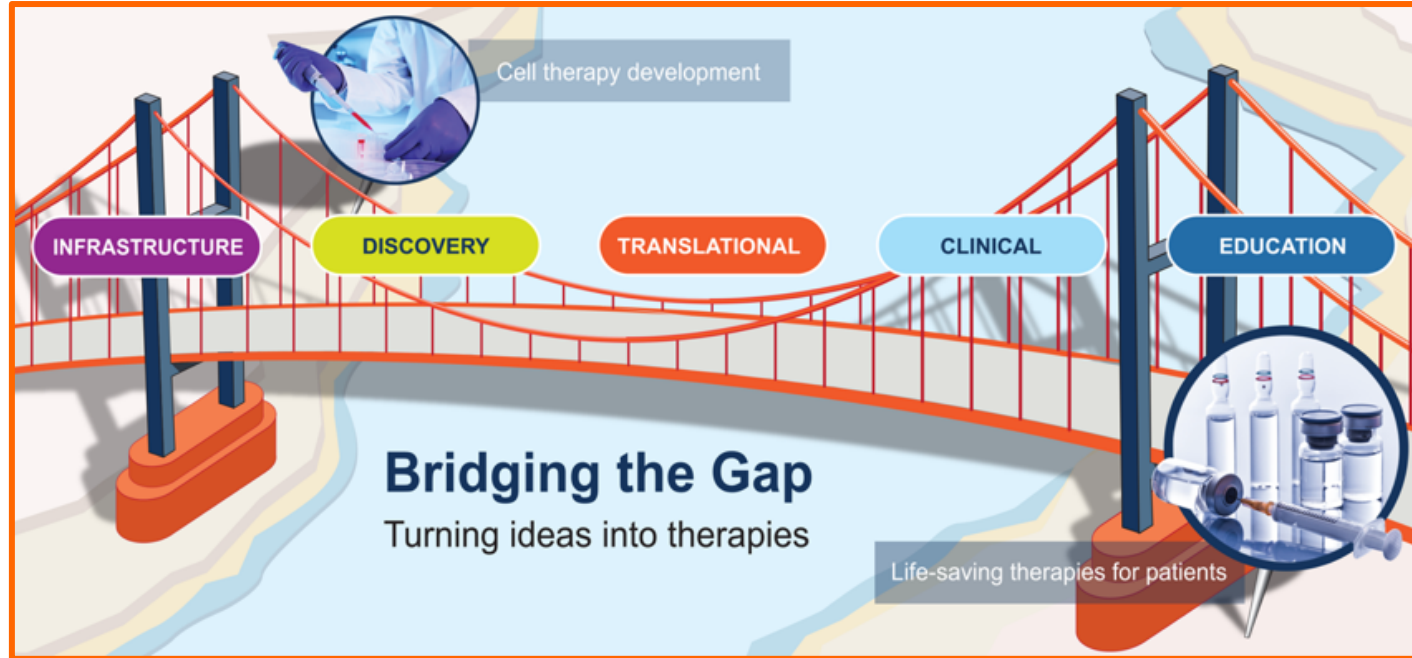 Cell therapy development
INFRASTRUCTURE
DISCOVERY
TRANSLATIONAL
CLINICAL
EDUCATION
Bridging the Gap
Turning ideas into therapies
Life-saving therapies for patients